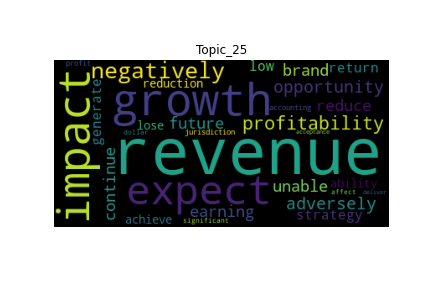 Topic_25
profit
negatively
low
brand
return
reduction
opportunity
impact
generate
growth
accounting
reduce
lose
future
profitability
dollar
jurisdiction
acceptance
revenue
continue
expect
unable
ability
affect
deliver
earning
adversely
achieve
significant
strategy